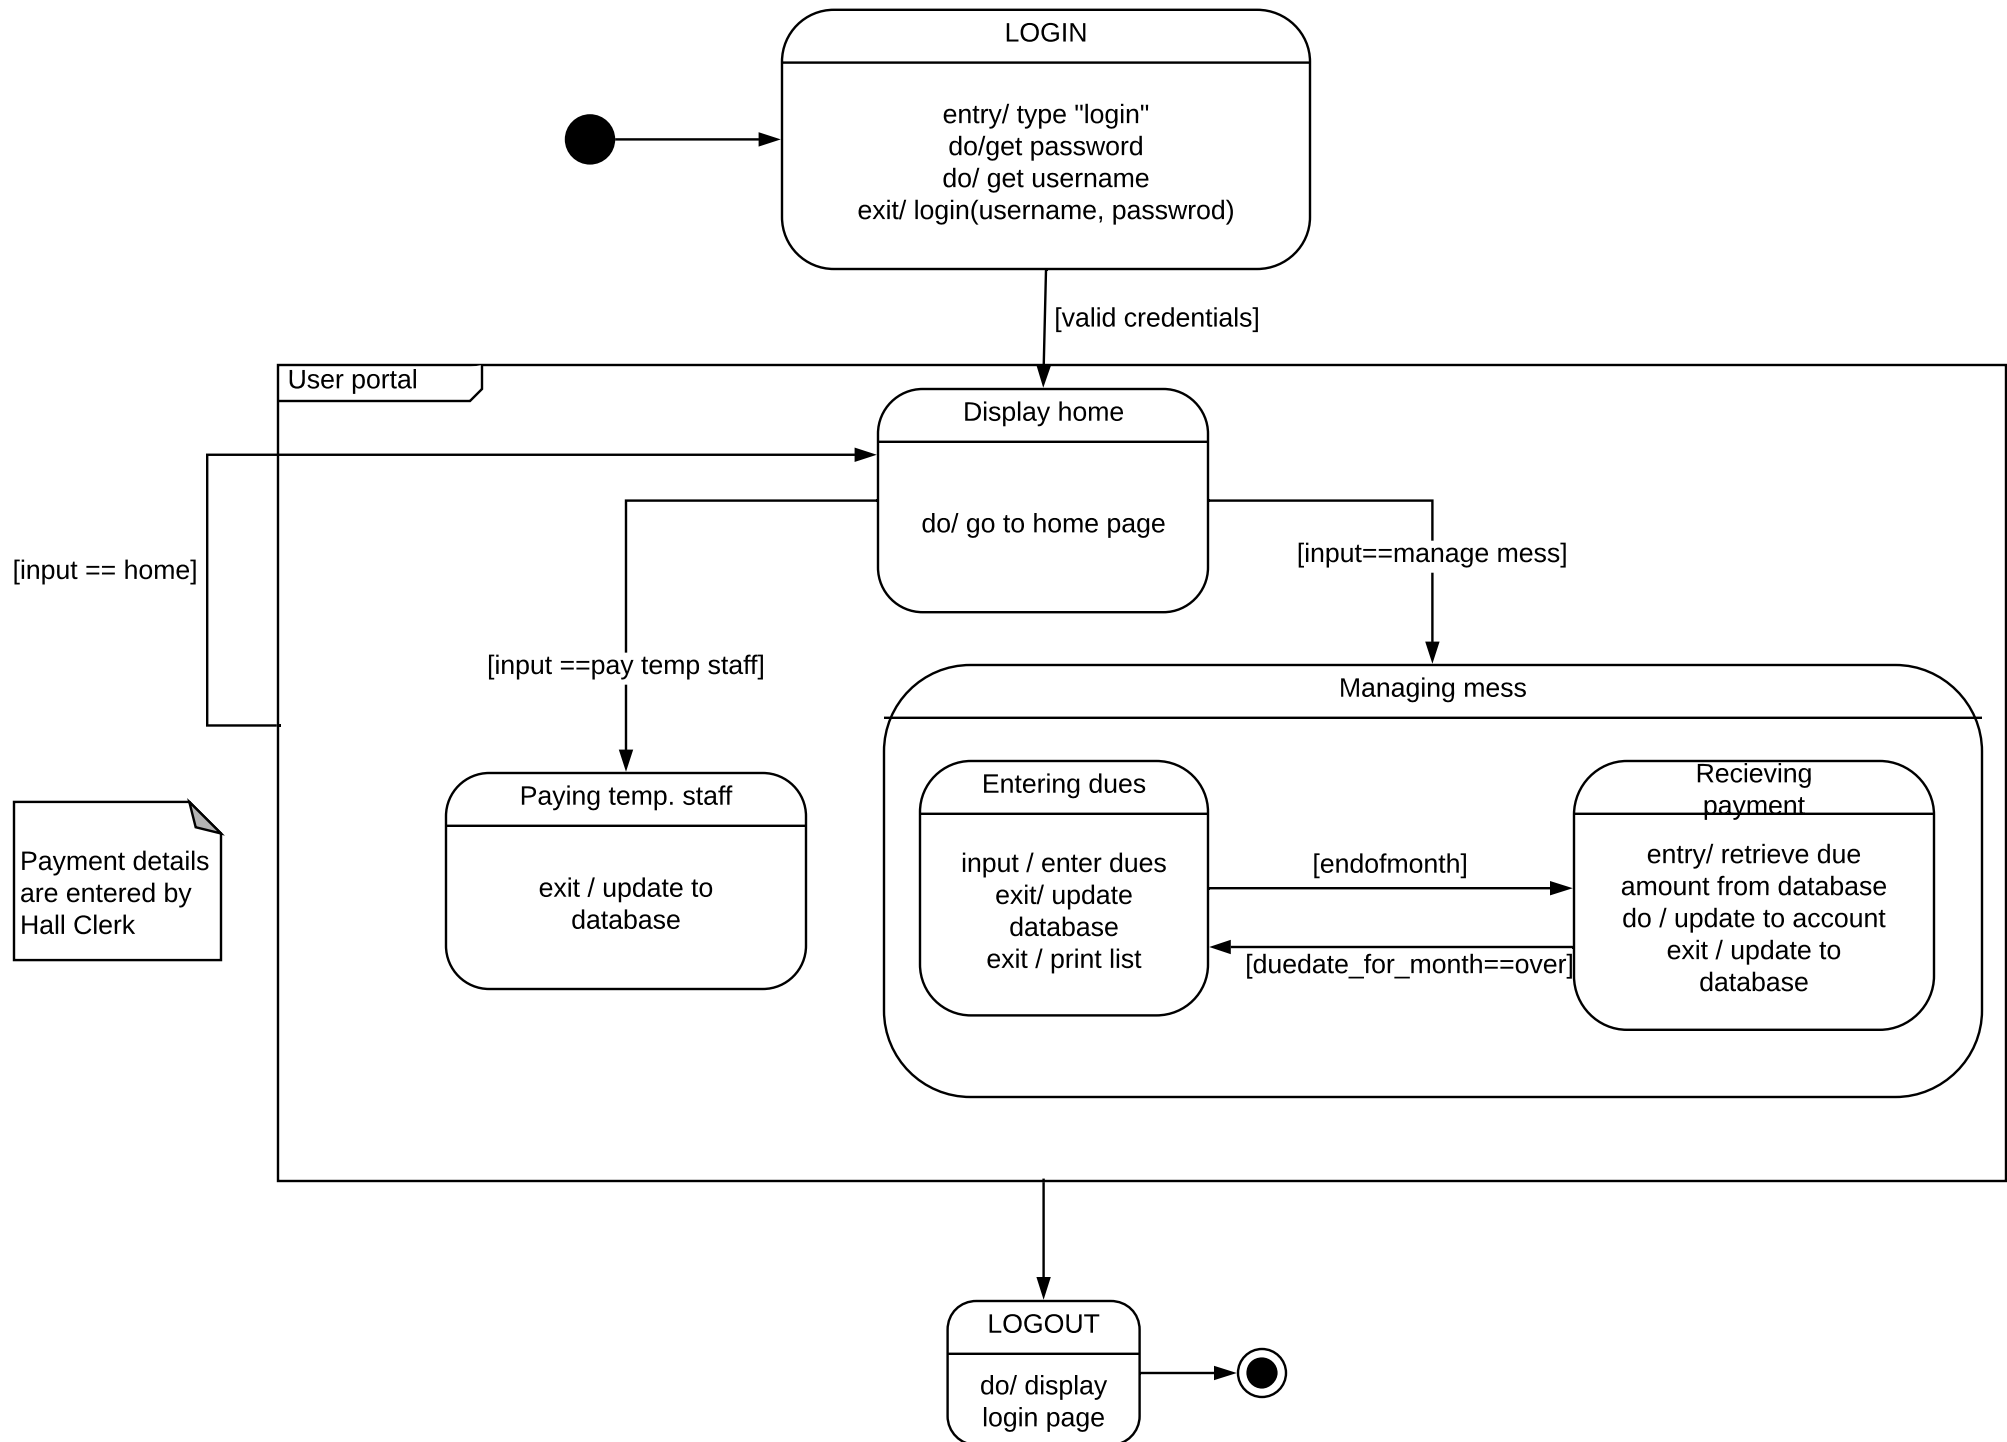 LOGIN
entry/ type "login"
do/get password
do/ get username
exit/ login(username, passwrod)
[valid credentials]
User portal
Display home
do/ go to home page
[input == home]
[input==manage mess]
[input ==pay temp staff]
Managing mess
Paying temp. staff
exit / update to
database
Entering dues
input / enter dues
exit/ update
database
exit / print list
[endofmonth]
[duedate_for_month==over]
Recieving
payment
entry/ retrieve due
amount from database
do / update to account
exit / update to
database
Payment details
are entered by
Hall Clerk
LOGOUT
do/ display
login page